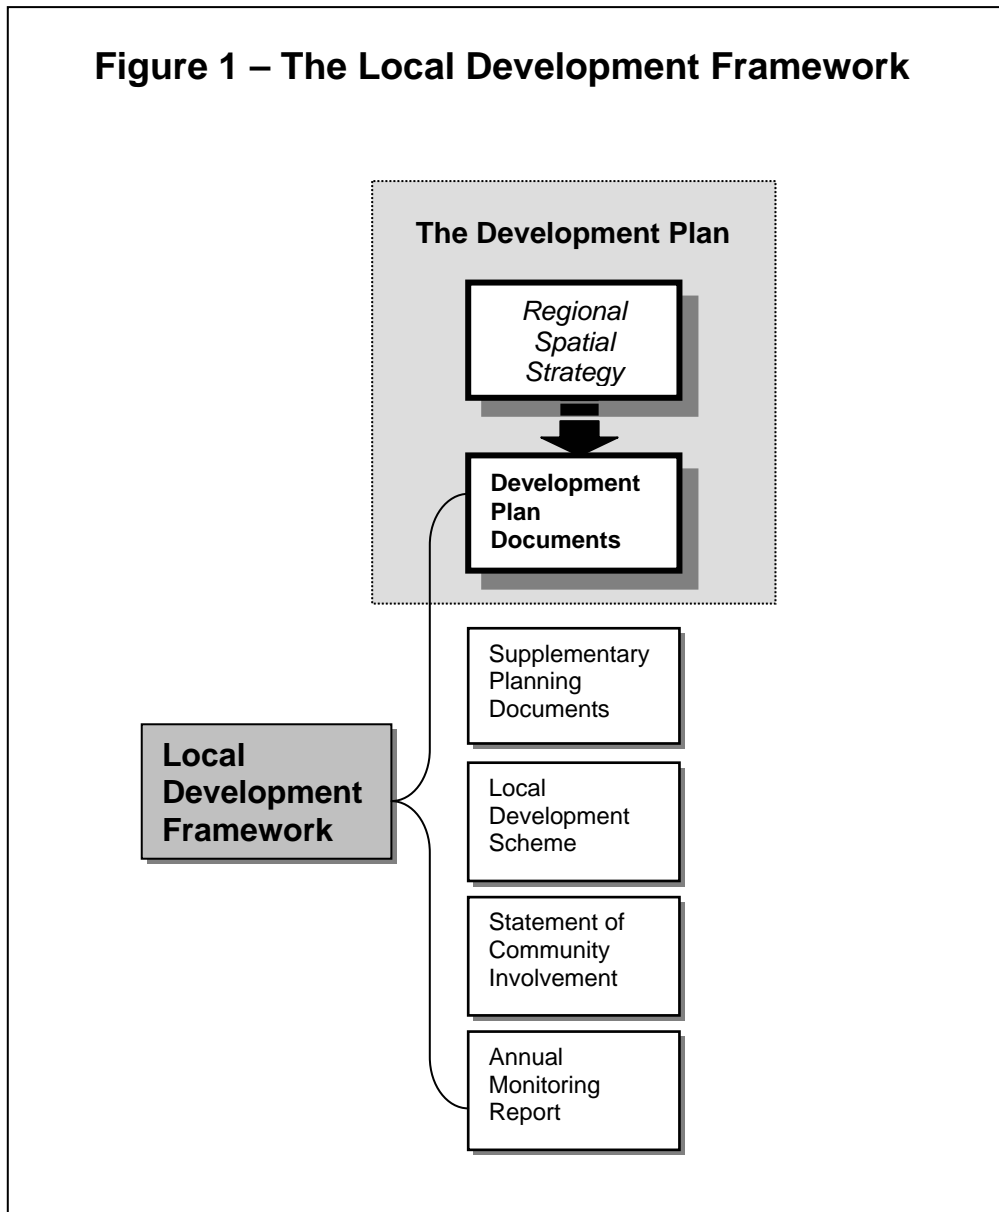 Figure 1 – The Local Development Framework
The Development Plan
Regional
Spatial
Strategy
Development
Plan
Documents
Supplementary
Planning
Documents
Local
Development
Framework
Local
Development
Scheme
Statement of
Community
Involvement
Annual
Monitoring
Report